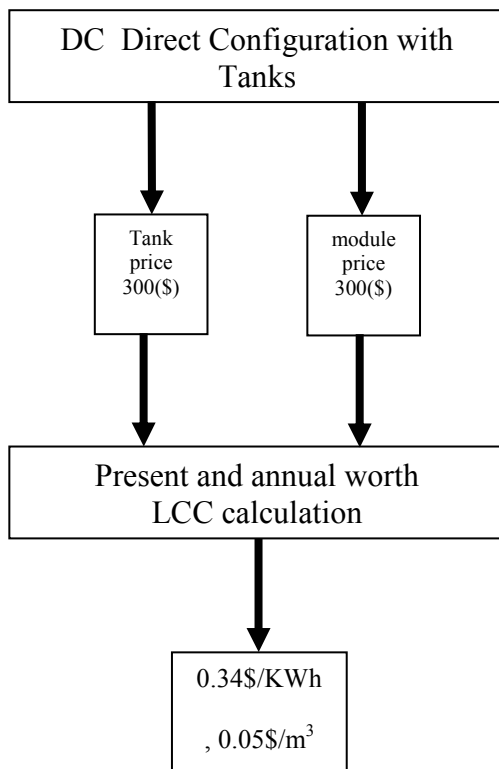 DC  Direct Configuration with
Tanks
Tank
price
300($)
module
price
300($)
Present and annual worth
LCC calculation
0.34$/KWh
, 0.05$/m³